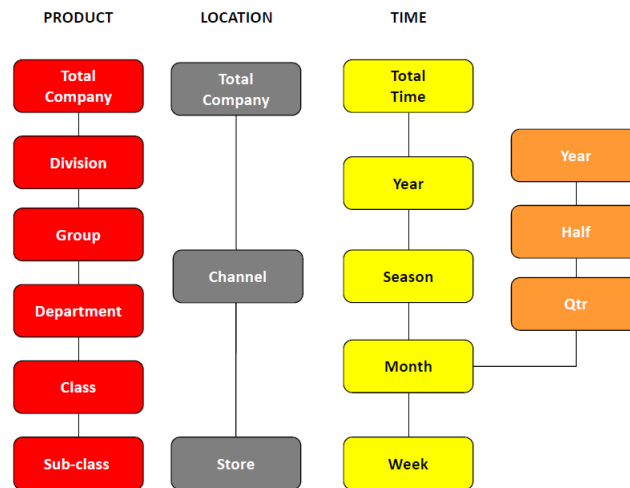 PRODUCT LOCATION TIME
Total
Company
Total
Company
Total
Time
Division
Year
Year
Group
Half
Channel
Season
Department
Qtr
Class
Month
Sub-class
Store
Week